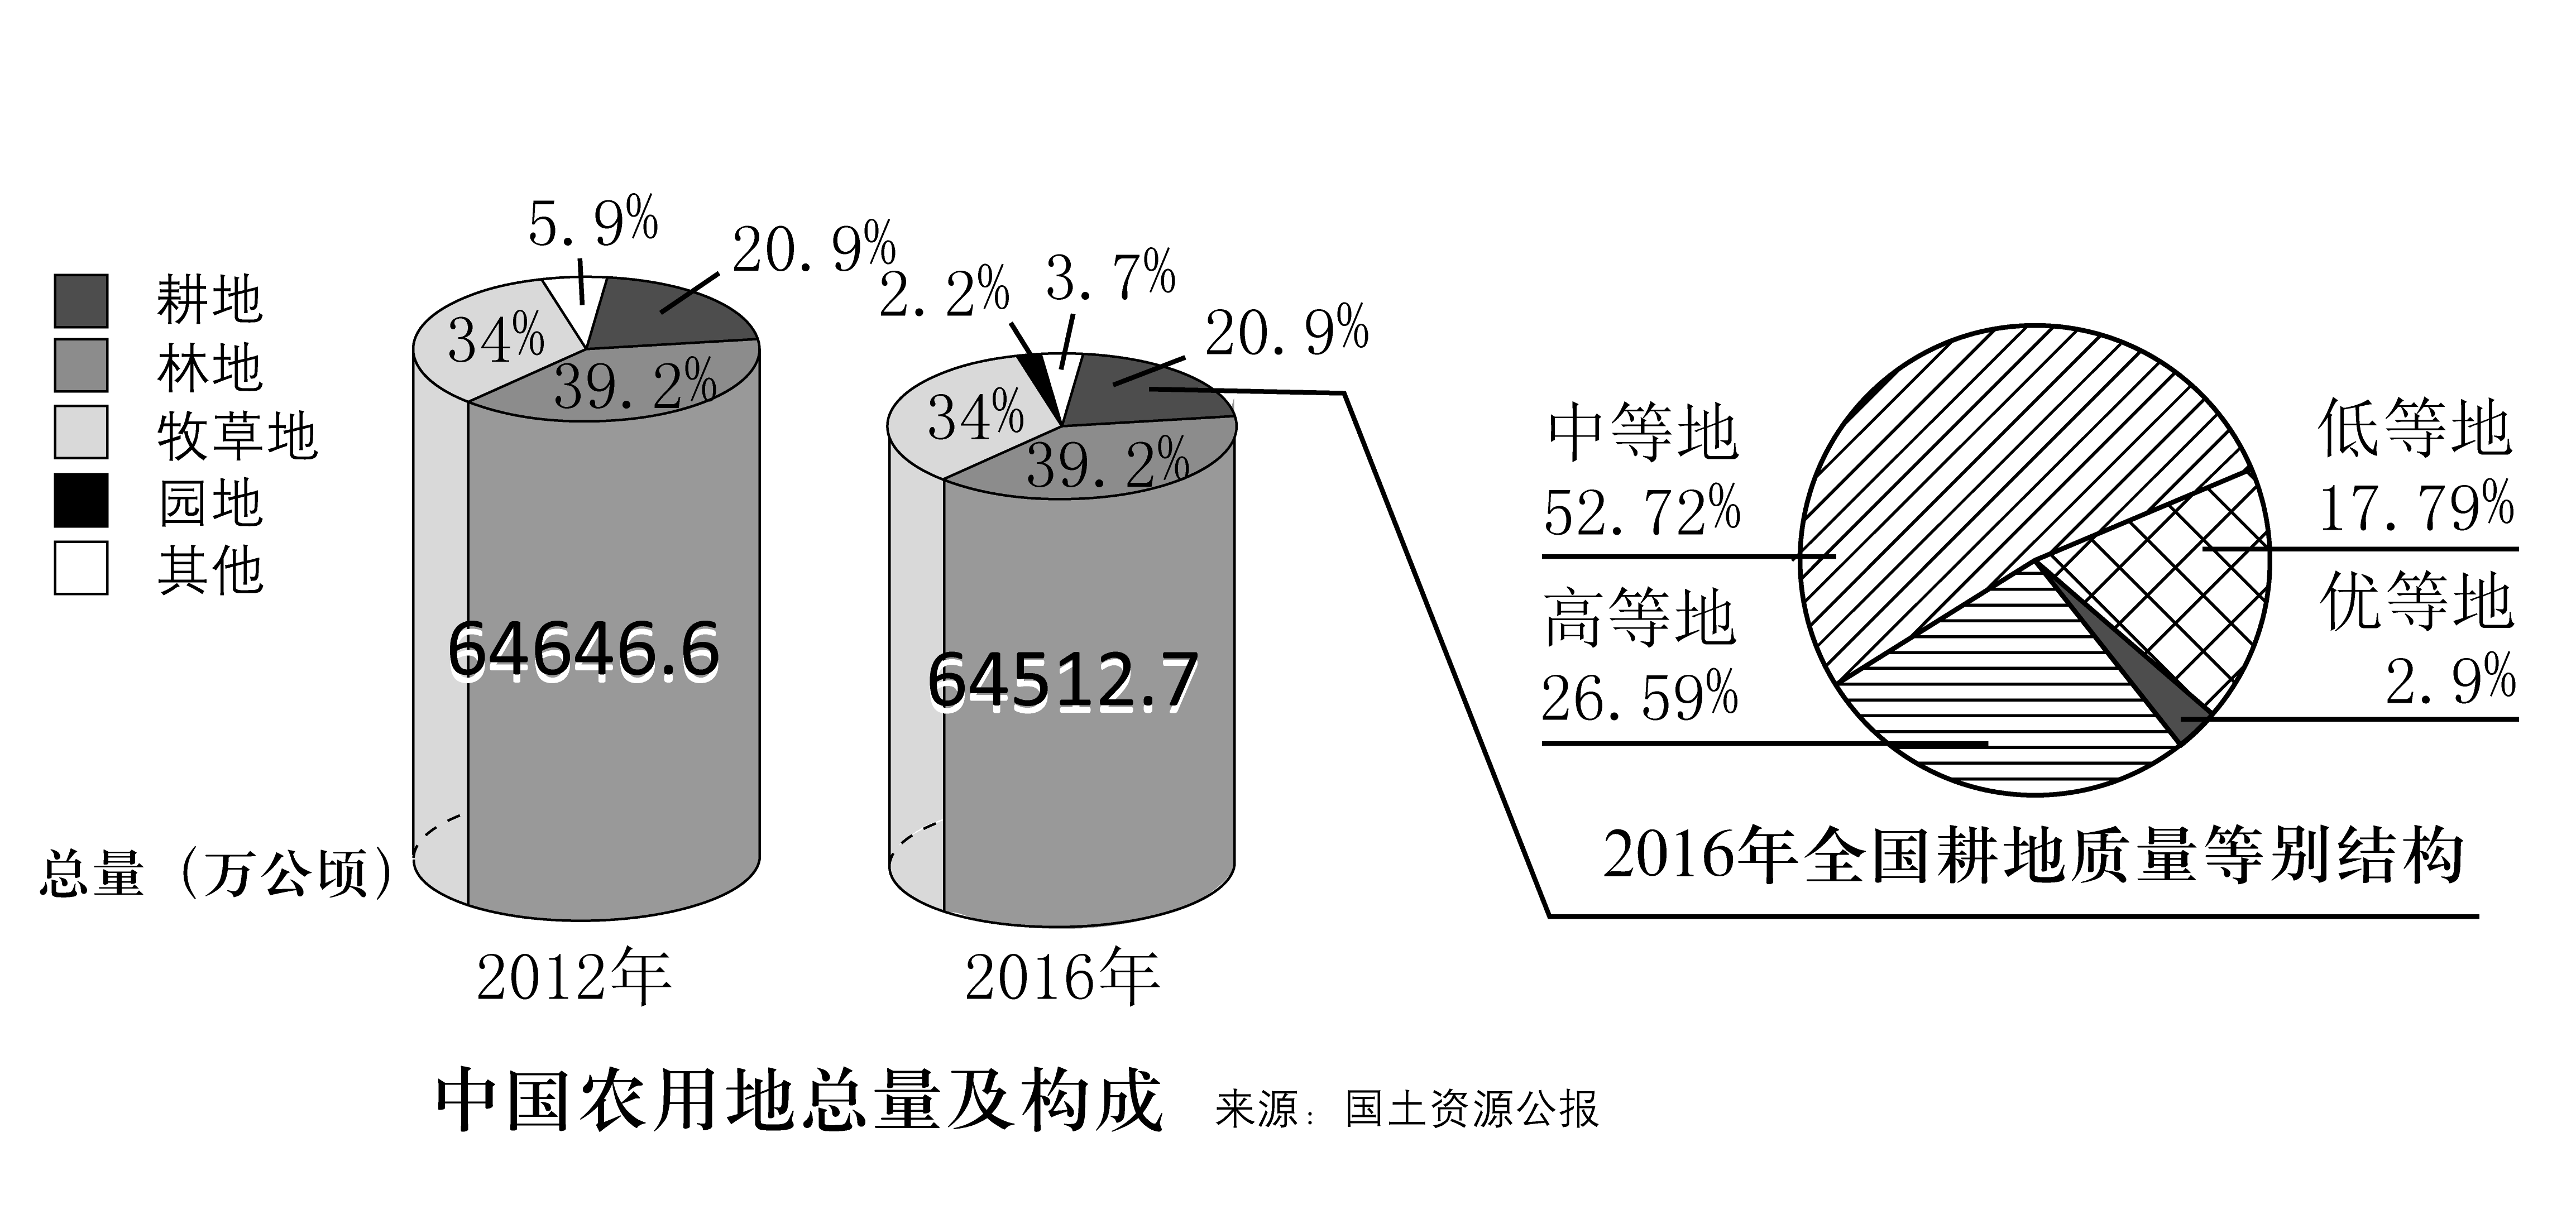 耕地
林地
牧草地
园地
其他
5.9%
20.9%
34%
39.2%
64646.6
2.2%
3.7%
20.9%
34%
39.2%
64512.7
总量（万公顷）
2012年
2016年
中等地
52.72%
高等地
26.59%
低等地
17.79%
优等地
2.9%
2016年全国耕地质量等别结构
中国农用地总量及构成 来源：国土资源公报